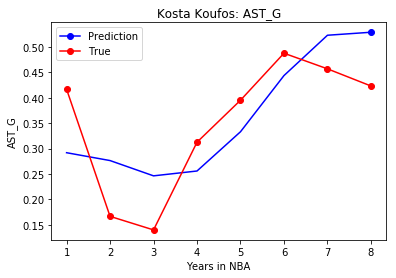 Kosta Koufos: AST_G
Prediction
True
0.50
0.45
0.40
0.35
0.30
0.25
0.20
0.15
AST_G
1 2 3 4 5 6 7 8
Years in NBA